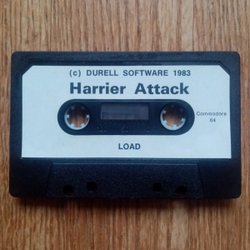 (c) DURELL SOFTWARE 1983
Harrier Attack
Commodore
64
LOAD